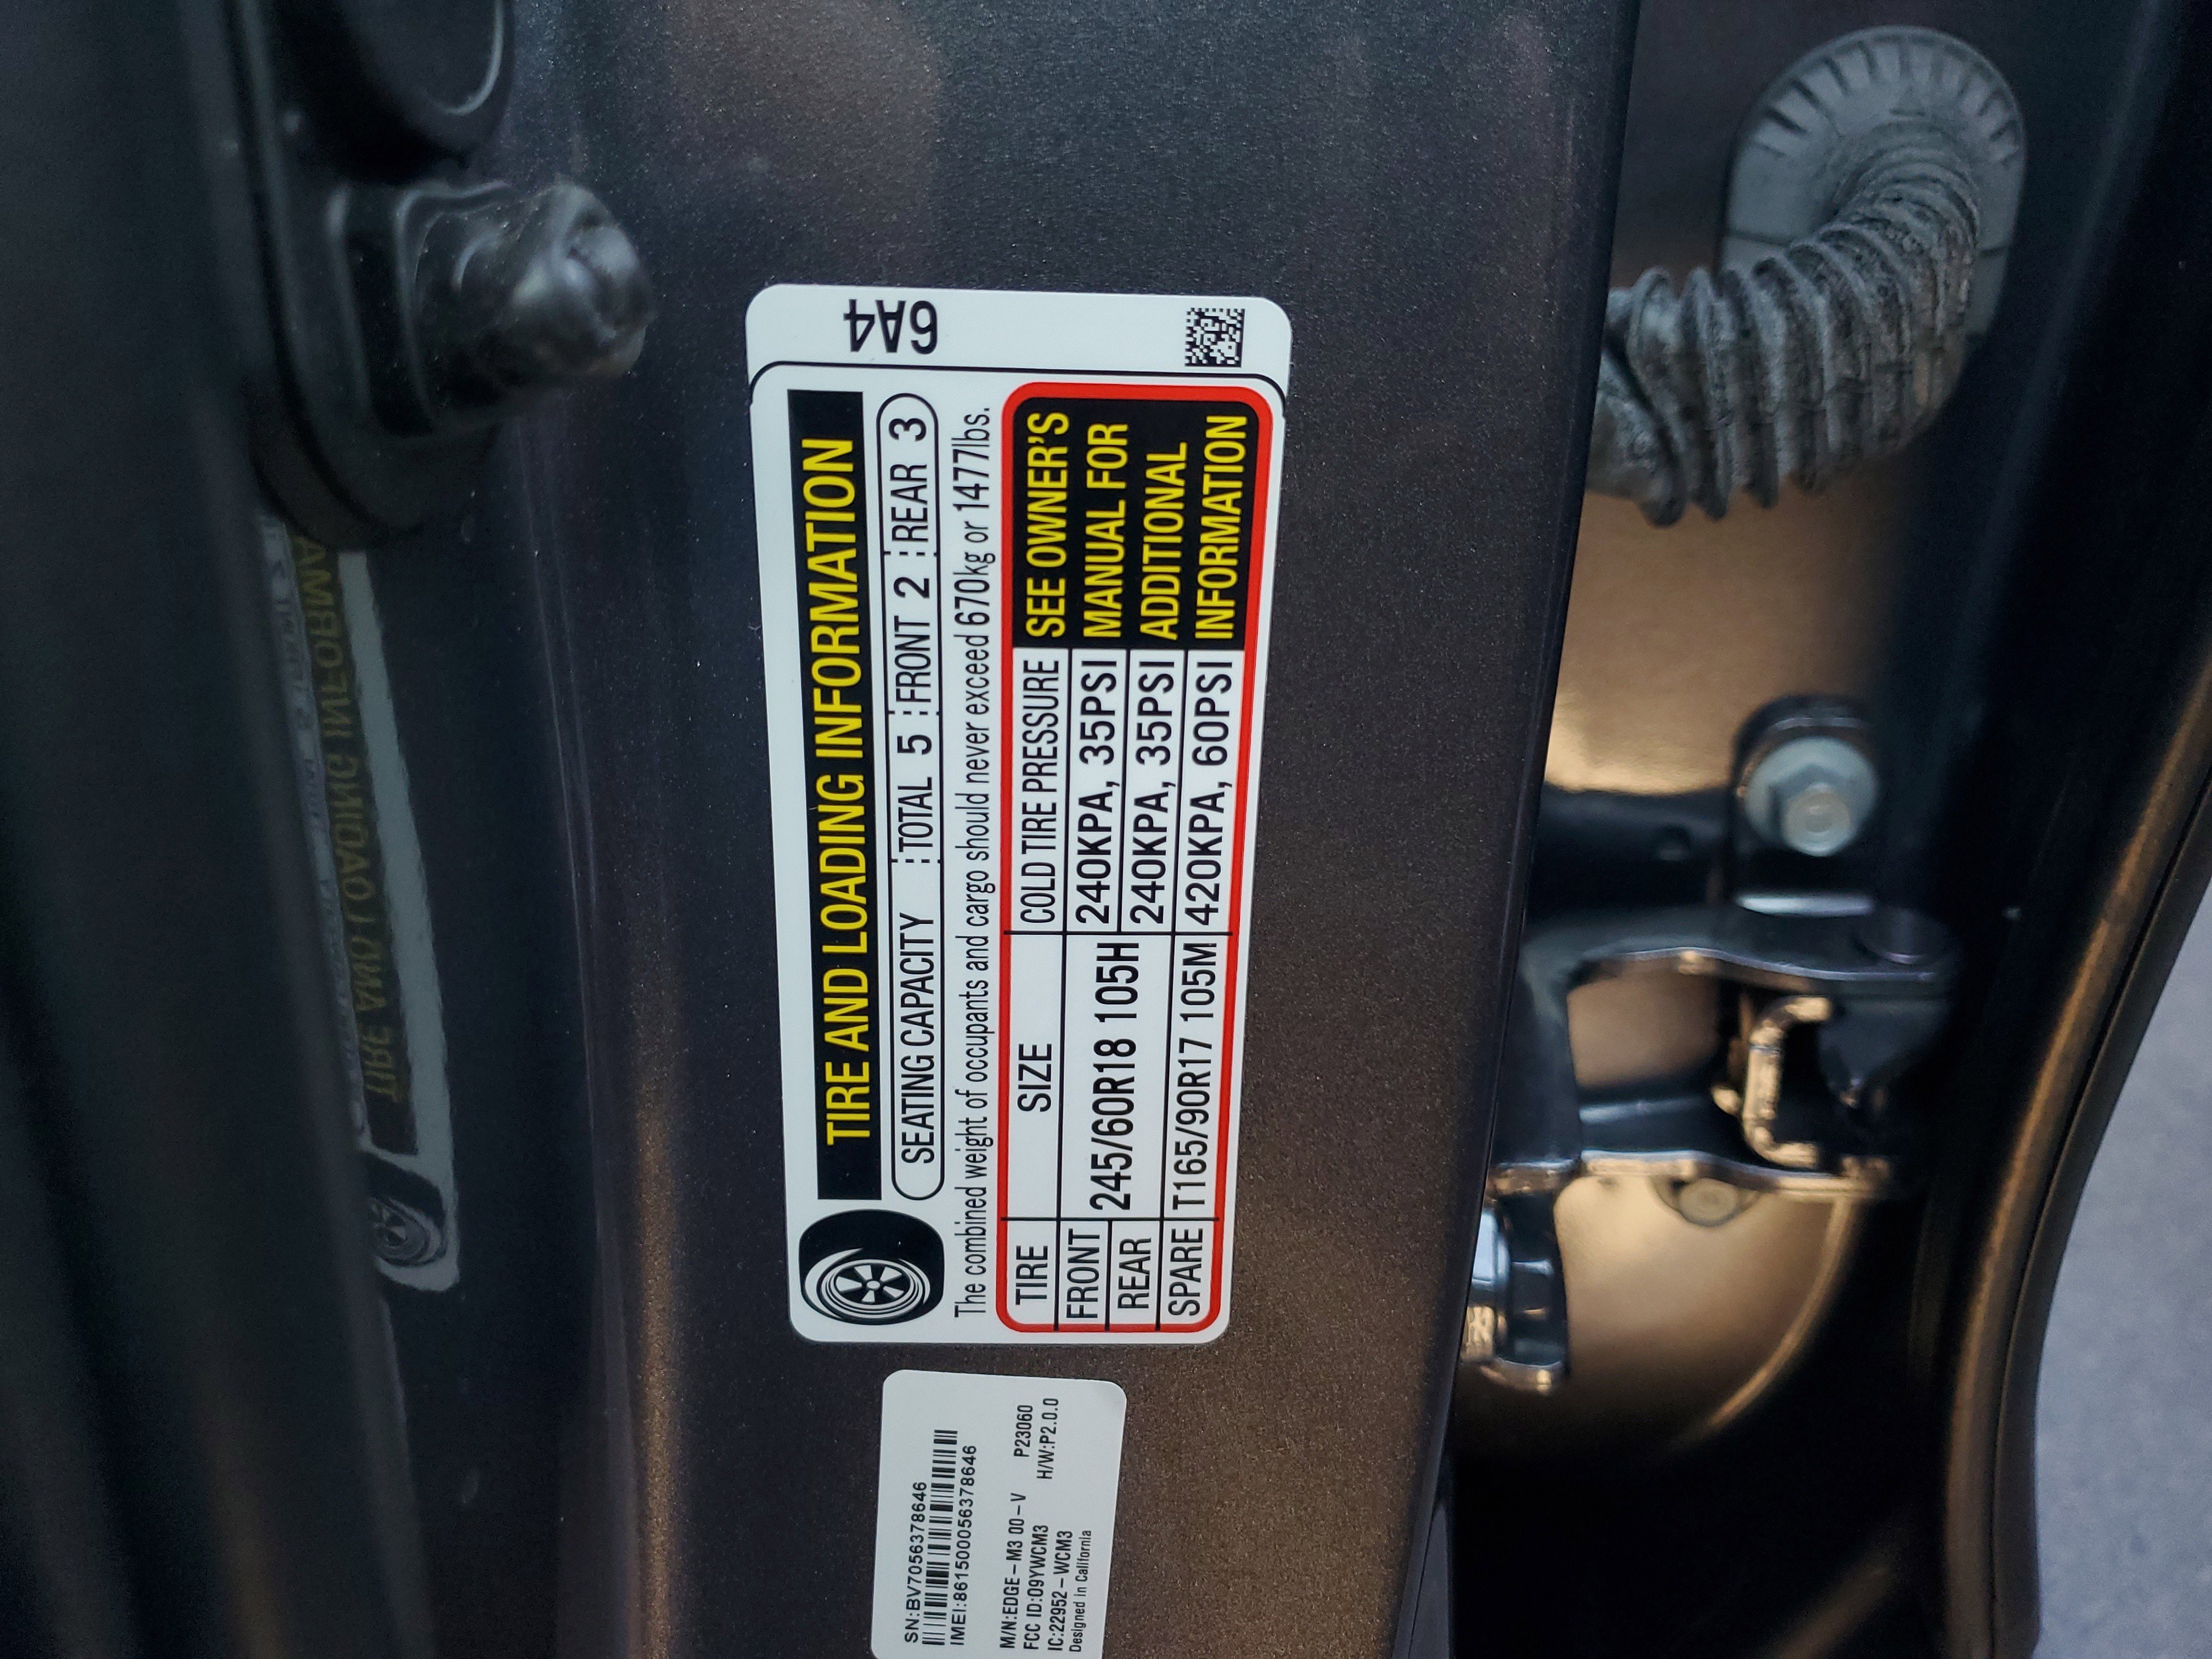 6A4
TIRE AND LOADING INFORMATION
SEATING CAPACITY TOTAL 5 FRONT 2 REAR 3
The combined weight of occupants and cargo should never exceed 670kg or 1477lbs.
TIRE SIZE COLD TIRE PRESSURE SEE OWNER'S
FRONT 245/60R18 105H 240KPA, 35PSI MANUAL FOR
REAR 240KPA, 35PSI ADDITIONAL
SPARE T165/90R17 105M 420KPA, 60PSI INFORMATION
SN:BV7056378646
IMEI:861500056378646
M/N:EDGE-M3 00-V P23060
FCC ID:O9YWCM3 H/W:P2.0.0
IC:22952-WCM3
Designed in California